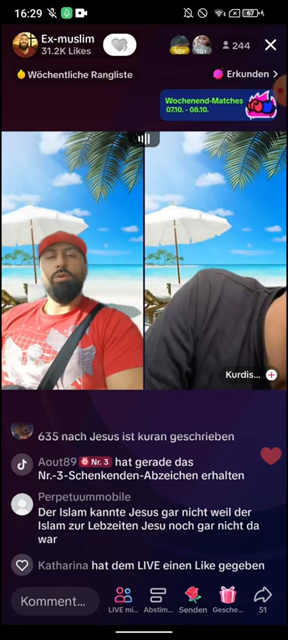 16:29
67
Ex-muslim
31.2K Likes
10+
10+
244
Wöchentliche Rangliste
Erkunden >
Wochenend-Matches
07.10. - 08.10.
Kurdis...
635 nach Jesus ist kuran geschrieben
Aout89 Nr. 3 hat gerade das
Nr.-3-Schenkenden-Abzeichen erhalten
Perpetuummobile
Der Islam kannte Jesus gar nicht weil der
Islam zur Lebzeiten Jesu noch gar nicht da
war
Katharina hat dem LIVE einen Like gegeben
Komment...
LIVE mi...
Abstim...
Senden
Gesche...
51